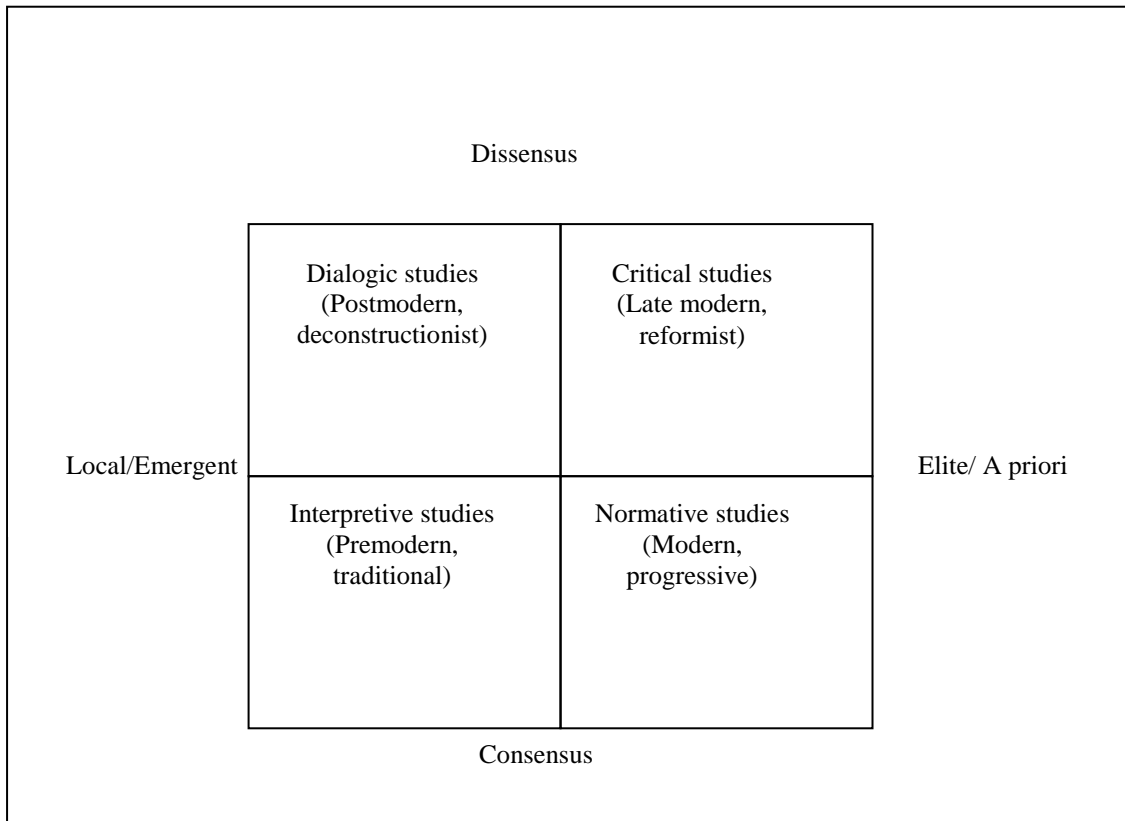 Dissensus
Dialogic studies
(Postmodern,
deconstructionist)
Critical studies
(Late modern,
reformist)
Local/Emergent
Elite/ A priori
Interpretive studies
(Premodern,
traditional)
Normative studies
(Modern,
progressive)
Consensus